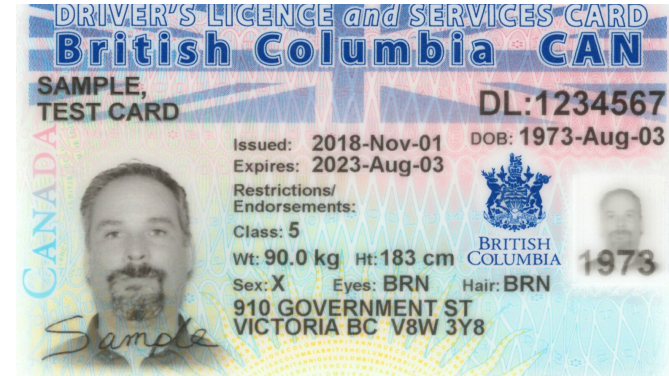 DRIVER'S LICENCE and SERVICES CARD
British Columbia CAN
SAMPLE,
TEST CARD
DL:1234567
DOB: 1973-Aug-03
Issued: 2018-Nov-01
Expires: 2023-Aug-03
Restrictions/
Endorsements:
Class: 5
Wt: 90.0 kg Ht: 183 cm
Sex: X Eyes: BRN Hair: BRN
910 GOVERNMENT ST
VICTORIA BC V8W 3Y8
CANADA
BRITISH
COLUMBIA
1973
Sample